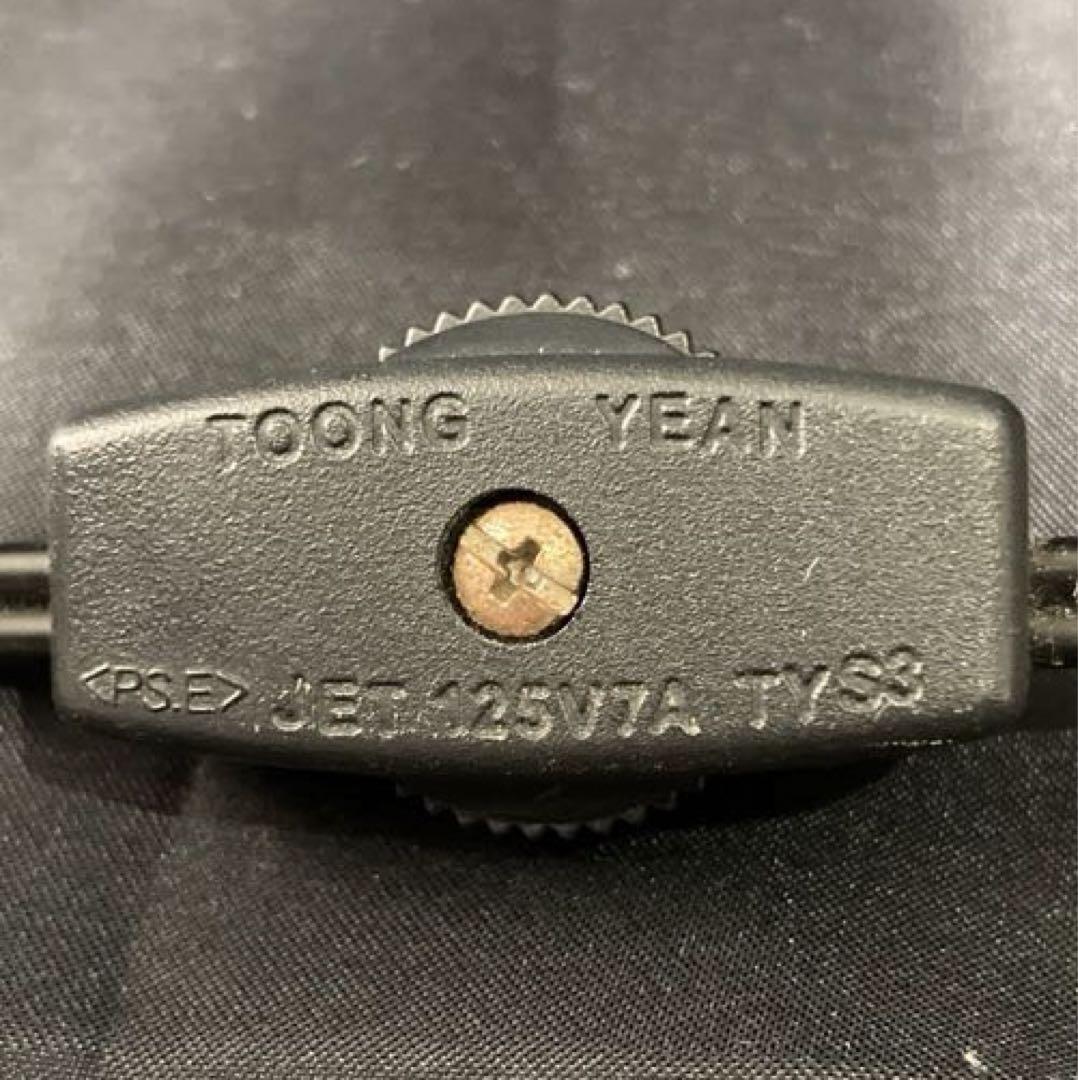 TOONG YEAN
<PS.E> JET 125V7A TYS3